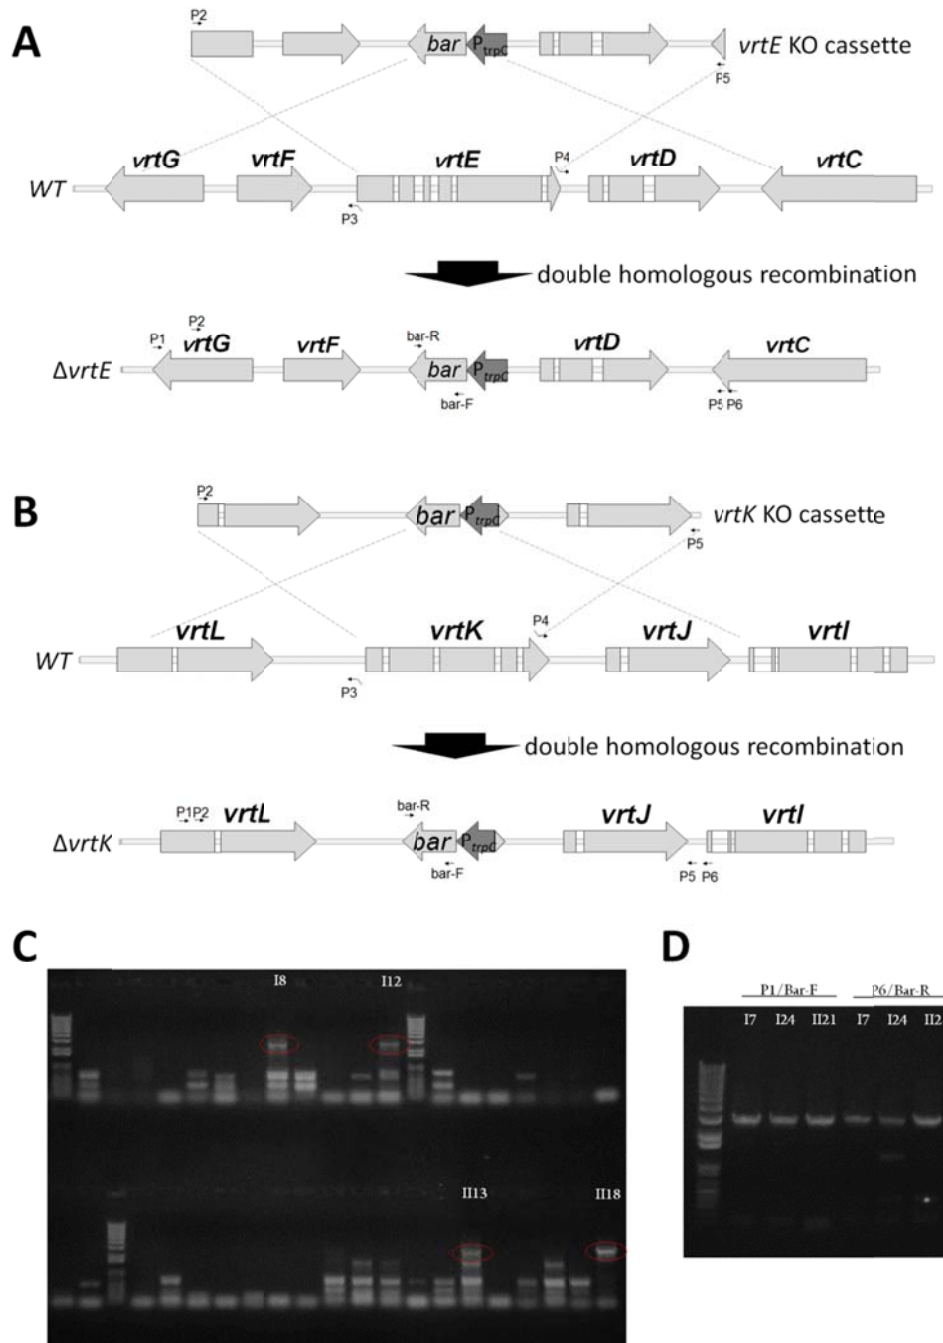 A
P2
bar
PtrpC
vrtE KO cassette
P5
vrtG
vrtF
vrtE
P4
vrtD
vrtC
WT
P3
double homologous recombination
P1
P2
vrtG
vrtF
bar-R
vrtD
vrtC
ΔvrtE
bar
PtrpC
bar-F
P5 P6
B
P2
bar
PtrpC
vrtK KO cassette
P5
vrtL
vrtK
P4
vrtJ
vrtI
WT
P3
double homologous recombination
P1P2
vrtL
bar-R
vrtJ
vrtI
ΔvrtK
bar
PtrpC
bar-F
P5 P6
C
I8 I12
II13 II18
D
P1/Bar-F P6/Bar-R
I7 I24 II21 I7 I24 II2